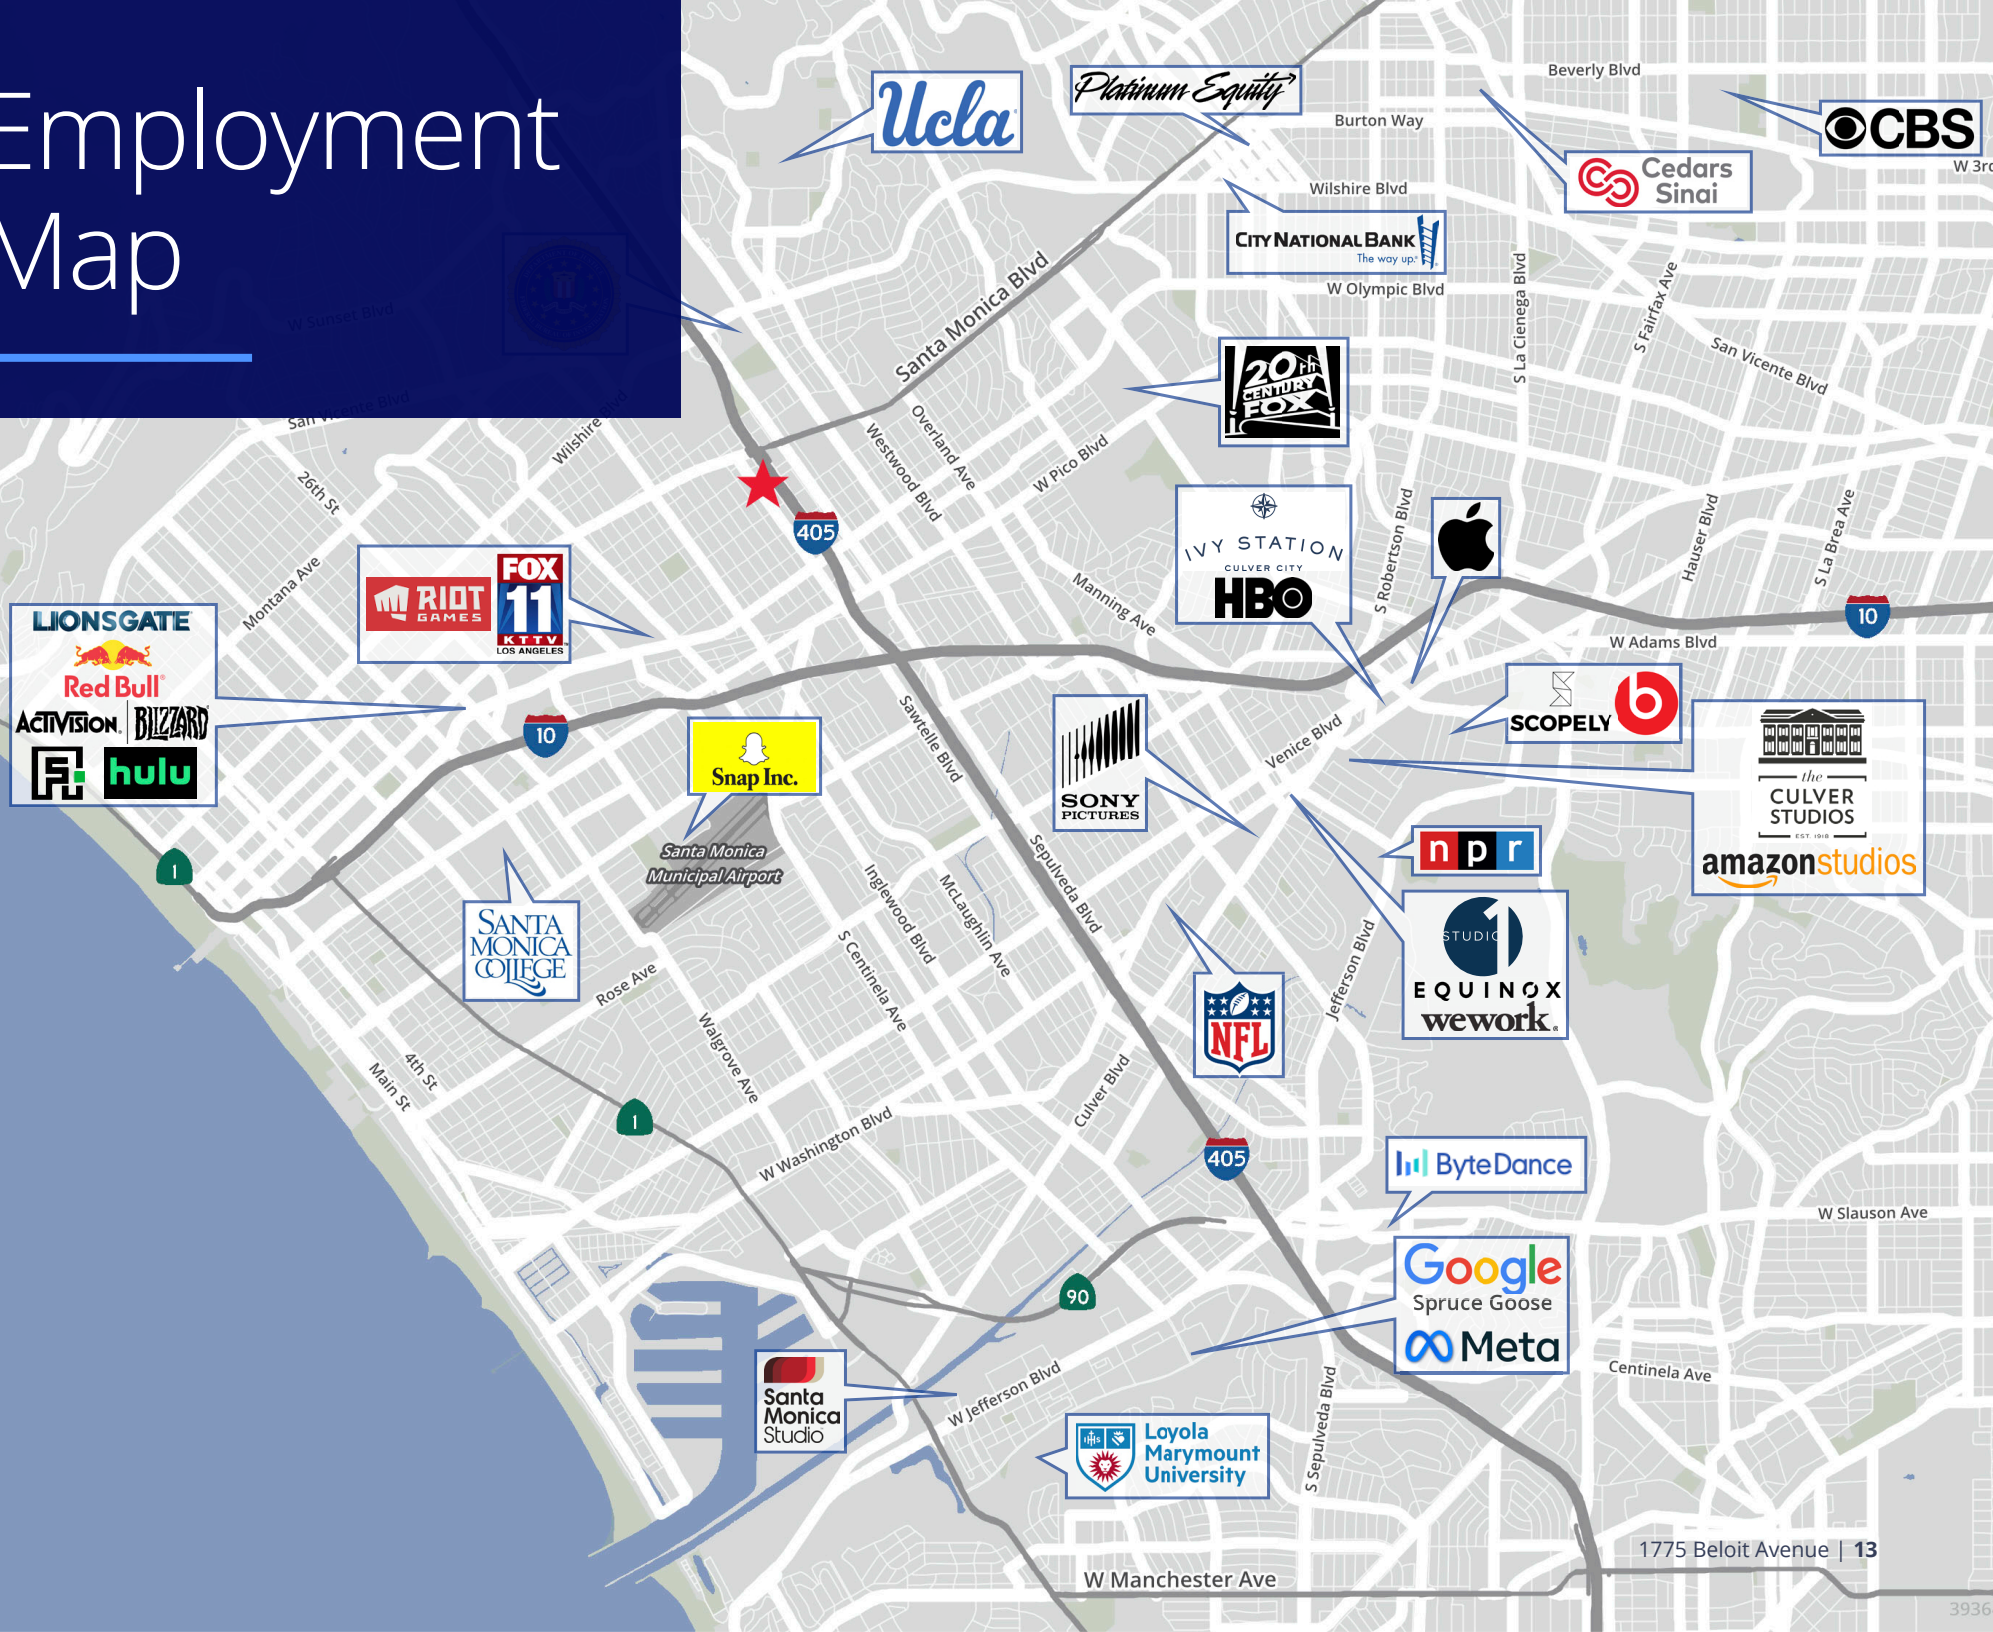 Employment
Map
W Sunset Blvd
San Vicente Blvd
Wilshire Blvd
Ucla
Platinum Equity
Beverly Blvd
Burton Way
CBS
W 3rd
Cedars
Sinai
Wilshire Blvd
CITY NATIONAL BANK
The way up.
W Olympic Blvd
Santa Monica Blvd
S La Cienega Blvd
S Fairfax Ave
San Vicente Blvd
20th
CENTURY
FOX
26th St
Overland Ave
Westwood Blvd
W Pico Blvd
405
Montana Ave
RIOT
GAMES
FOX
11
KTTV
LOS ANGELES
IVY STATION
CULVER CITY
HBO
S Robertson Blvd
Hauser Blvd
S La Brea Ave
Manning Ave
10
W Adams Blvd
LIONSGATE
Red Bull
ACTIVISION. BLIZZARD
hulu
10
Snap Inc.
Sawtelle Blvd
SONY
PICTURES
Venice Blvd
SCOPELY
b
the
CULVER
STUDIOS
EST. 1918
amazonstudios
Santa Monica
Municipal Airport
1
Sepulveda Blvd
n p r
Inglewood Blvd
McLaughlin Ave
S Centinela Ave
SANTA
MONICA
COLLEGE
Rose Ave
STUDIO 1
EQUINOX
wework.
Jefferson Blvd
NFL
Walgrove Ave
4th St
Main St
Culver Blvd
1
W Washington Blvd
405
ByteDance
W Slauson Ave
Google
Spruce Goose
Meta
90
Santa
Monica
Studio
W Jefferson Blvd
S Sepulveda Blvd
Centinela Ave
Loyola
Marymount
University
1775 Beloit Avenue | 13
W Manchester Ave
3936